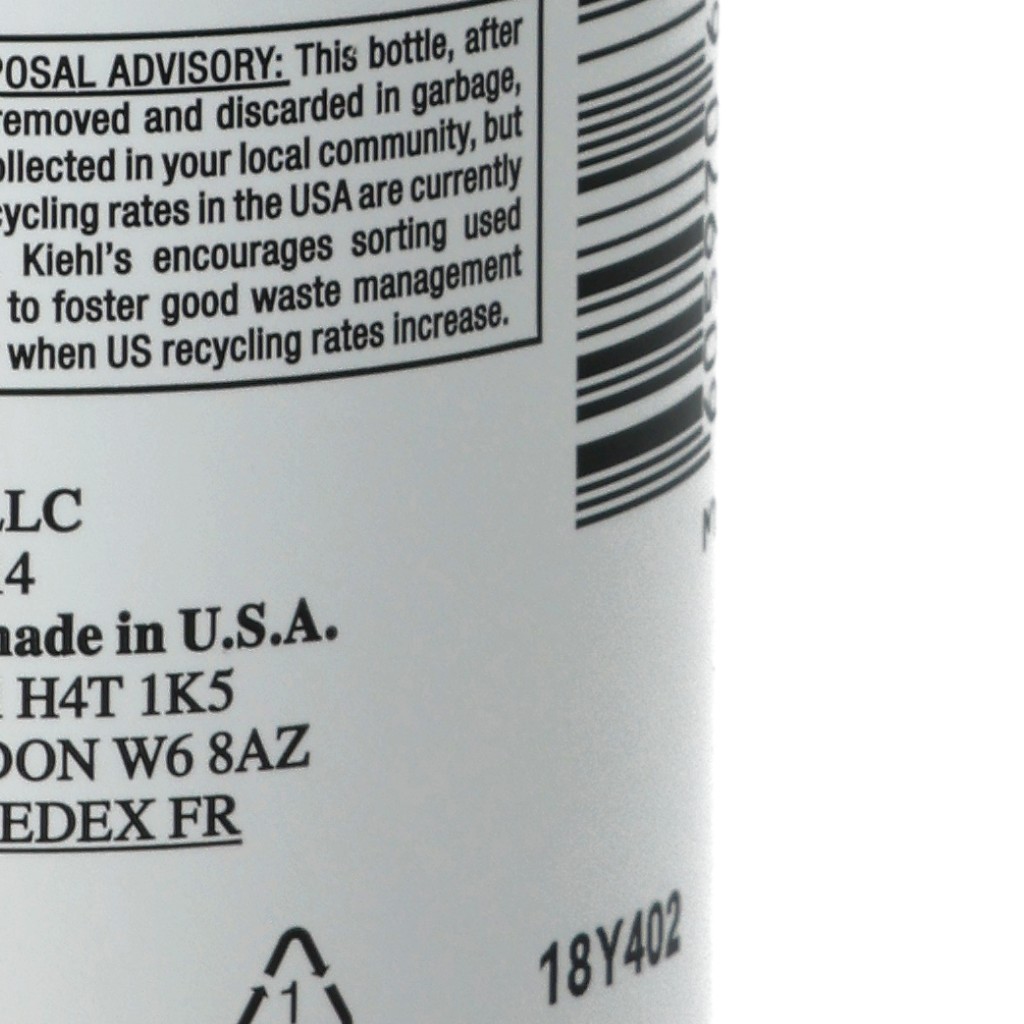 POSAL ADVISORY: This bottle, after
removed and discarded in garbage,
ollected in your local community, but
cycling rates in the USA are currently
Kiehl's encourages sorting used
to foster good waste management
when US recycling rates increase.
LLC
14
made in U.S.A.
H4T 1K5
DON W6 8AZ
EDEX FR
1
18Y402